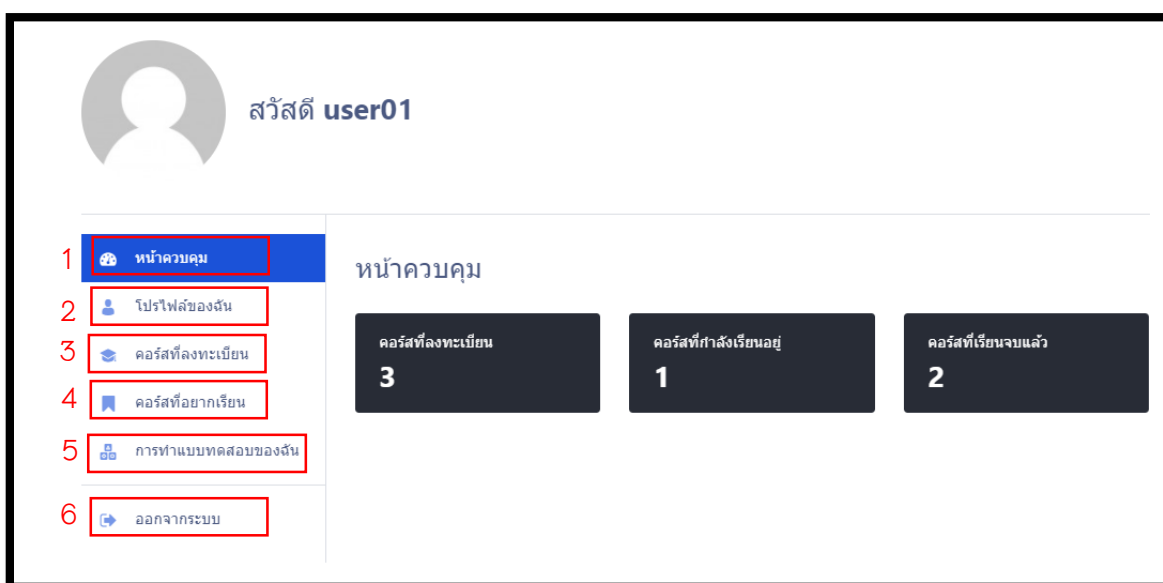 สวัสดี user01
1 หน้าควบคุม
2 โปรไฟล์ของฉัน
3 คอร์สที่ลงทะเบียน
4 คอร์สที่อยากเรียน
5 การทำแบบทดสอบของฉัน
6 ออกจากระบบ
หน้าควบคุม
คอร์สที่ลงทะเบียน
3
คอร์สที่กำลังเรียนอยู่
1
คอร์สที่เรียนจบแล้ว
2